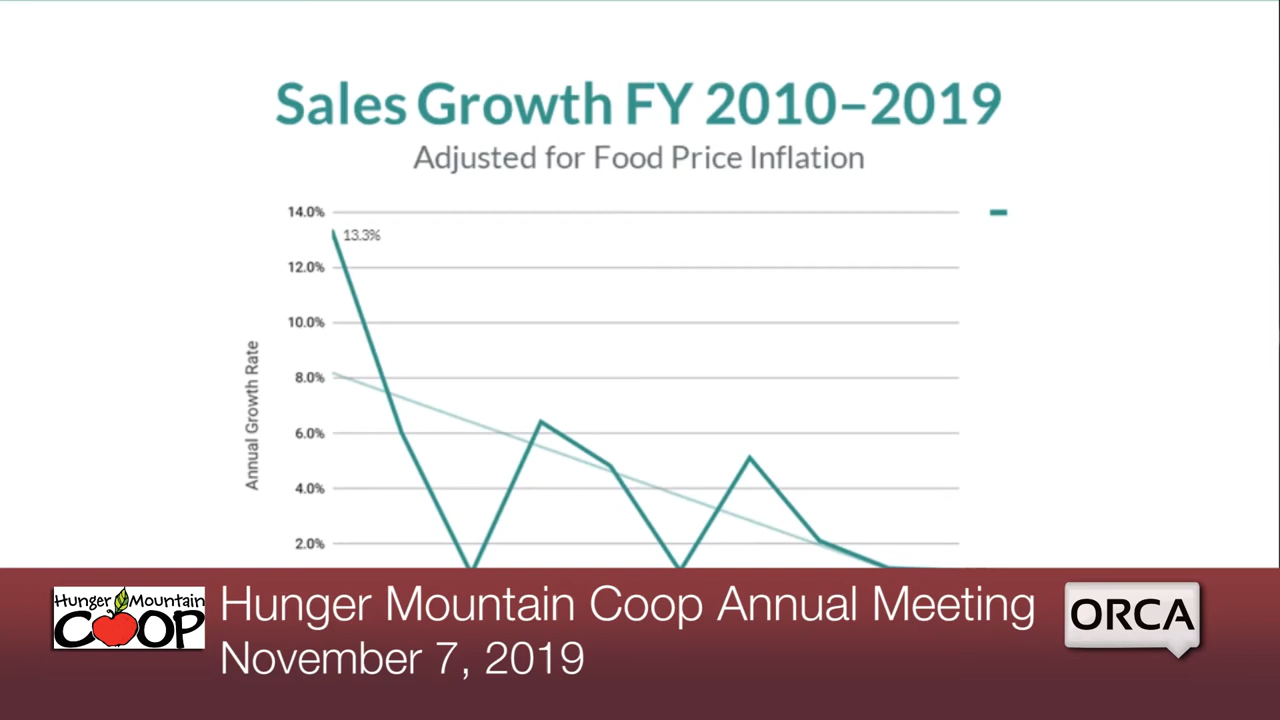 Sales Growth FY 2010–2019
Adjusted for Food Price Inflation
14.0%
13.3%
12.0%
10.0%
8.0%
6.0%
4.0%
2.0%
Annual Growth Rate
Hunger Mountain
COOP
Hunger Mountain Coop Annual Meeting
November 7, 2019
ORCA